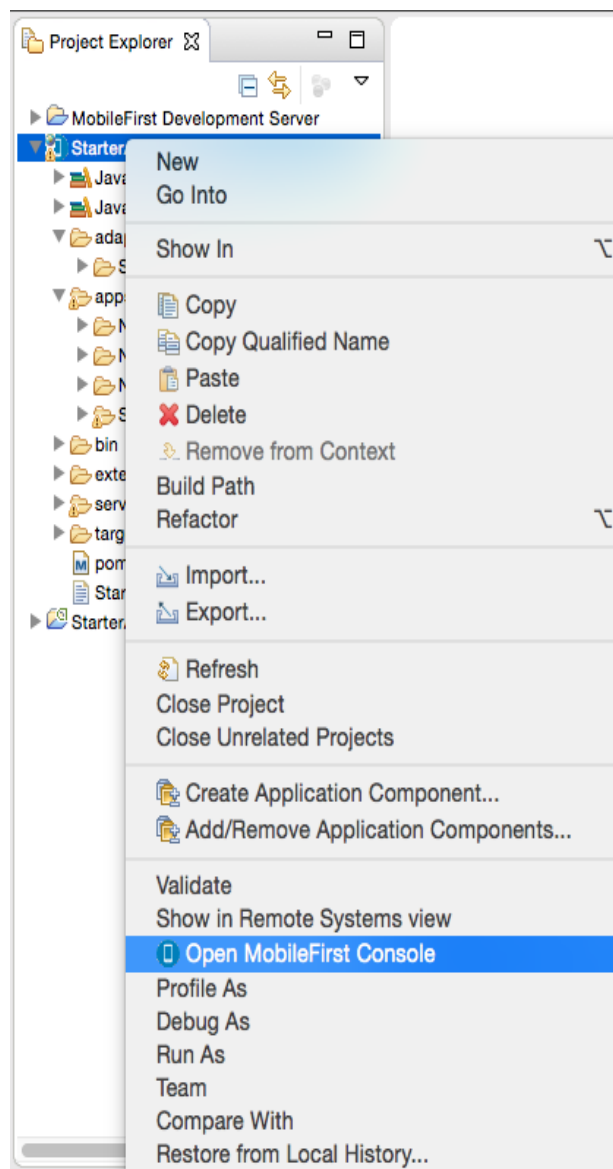 Project Explorer
MobileFirst Development Server
Starter
Java
Java
adap
S
apps
N
N
N
S
bin
exte
serv
targ
pom
Star
Starter
New
Go Into
Show In
Copy
Copy Qualified Name
Paste
Delete
Remove from Context
Build Path
Refactor
Import...
Export...
Refresh
Close Project
Close Unrelated Projects
Create Application Component...
Add/Remove Application Components...
Validate
Show in Remote Systems view
Open MobileFirst Console
Profile As
Debug As
Run As
Team
Compare With
Restore from Local History...